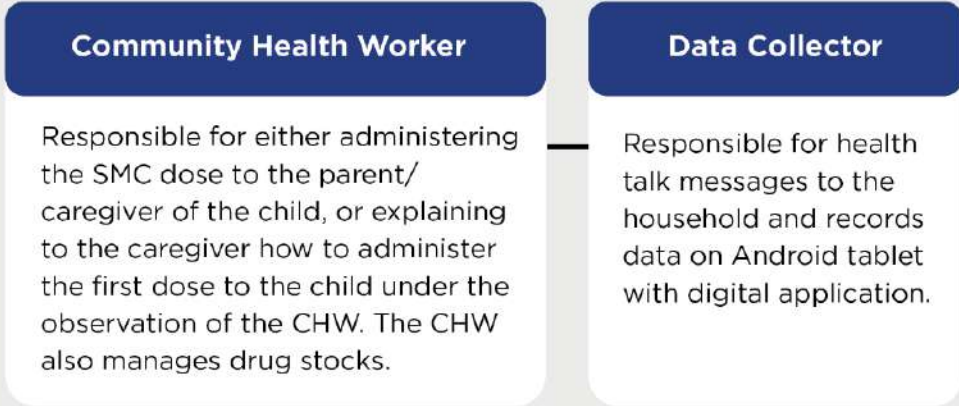 Community Health Worker
Responsible for either administering
the SMC dose to the parent/
caregiver of the child, or explaining
to the caregiver how to administer
the first dose to the child under the
observation of the CHW. The CHW
also manages drug stocks.
Data Collector
Responsible for health
talk messages to the
household and records
data on Android tablet
with digital application.